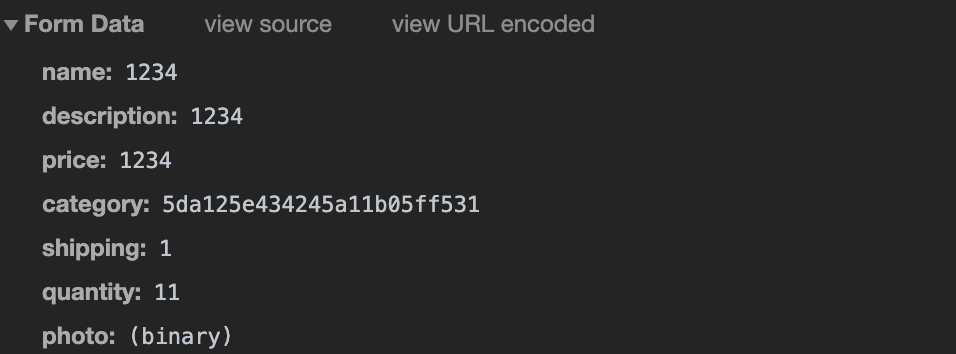 Form Data view source view URL encoded
name: 1234
description: 1234
price: 1234
category: 5da125e434245a11b05ff531
shipping: 1
quantity: 11
photo: (binary)